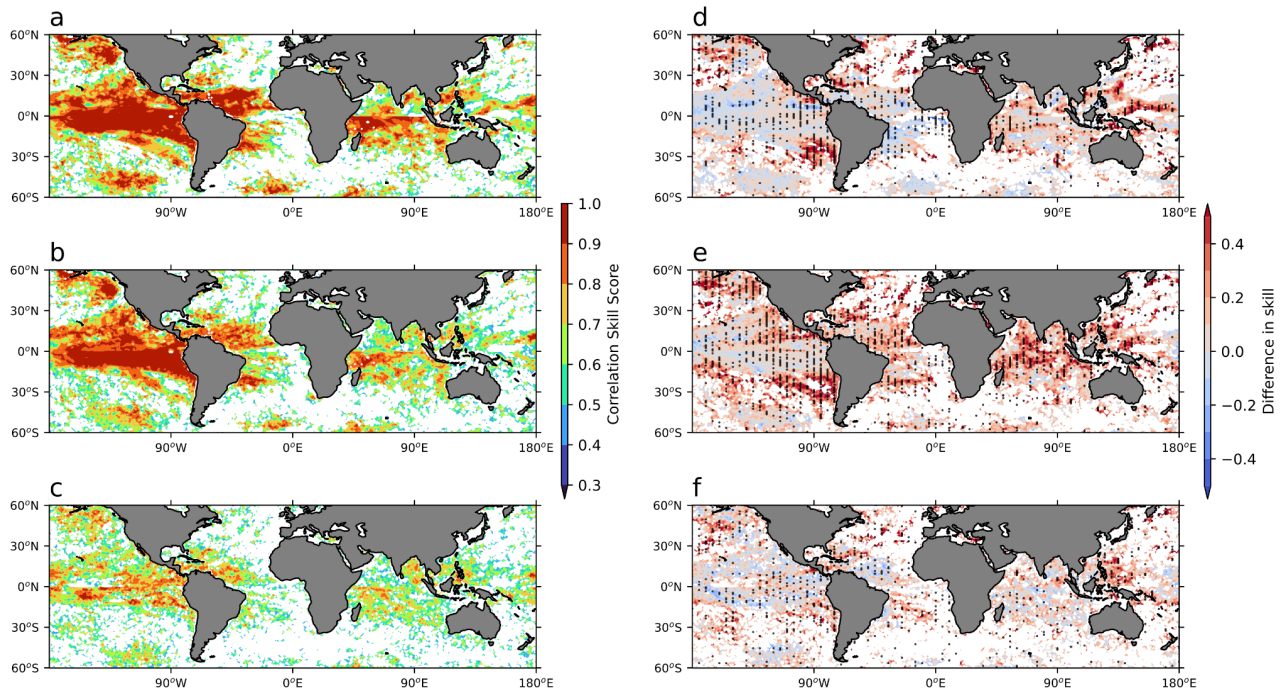 a
60°N
30°N
0°N
30°S
60°S
90°W
0°E
90°E
180°E
d
60°N
30°N
0°N
30°S
60°S
90°W
0°E
90°E
180°E
b
60°N
30°N
0°N
30°S
60°S
90°W
0°E
90°E
180°E
1.0
0.9
0.8
0.7
0.6
0.5
0.4
0.3
Correlation Skill Score
e
60°N
30°N
0°N
30°S
60°S
90°W
0°E
90°E
180°E
0.4
0.2
0.0
−0.2
−0.4
Difference in skill
c
60°N
30°N
0°N
30°S
60°S
90°W
0°E
90°E
180°E
f
60°N
30°N
0°N
30°S
60°S
90°W
0°E
90°E
180°E